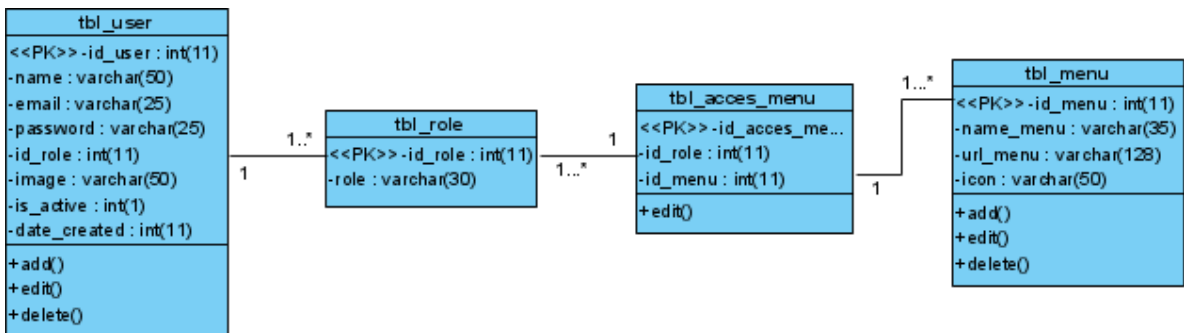 tbl_user
<<PK>> -id_user : int(11)
-name : varchar(50)
-email : varchar(25)
-password : varchar(25)
-id_role : int(11)
-image : varchar(50)
-is_active : int(1)
-date_created : int(11)
+add()
+edit()
+delete()
1
1..*
tbl_role
<<PK>> -id_role : int(11)
-role : varchar(30)
1...*
1
tbl_acces_menu
<<PK>> -id_acces_me...
-id_role : int(11)
-id_menu : int(11)
+edit()
1
1...*
tbl_menu
<<PK>> -id_menu : int(11)
-name_menu : varchar(35)
-url_menu : varchar(128)
-icon : varchar(50)
+add()
+edit()
+delete()